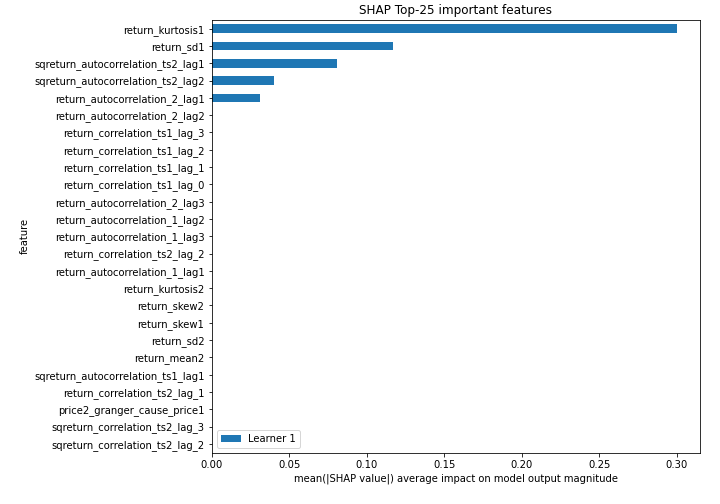 SHAP Top-25 important features
return_kurtosis1
return_sd1
sqreturn_autocorrelation_ts2_lag1
sqreturn_autocorrelation_ts2_lag2
return_autocorrelation_2_lag1
return_autocorrelation_2_lag2
return_correlation_ts1_lag_3
return_correlation_ts1_lag_2
return_correlation_ts1_lag_1
return_correlation_ts1_lag_0
return_autocorrelation_2_lag3
return_autocorrelation_1_lag2
return_autocorrelation_1_lag3
return_correlation_ts2_lag_2
return_autocorrelation_1_lag1
return_kurtosis2
return_skew2
return_skew1
return_sd2
return_mean2
sqreturn_autocorrelation_ts1_lag1
return_correlation_ts2_lag_1
price2_granger_cause_price1
sqreturn_correlation_ts2_lag_3
sqreturn_correlation_ts2_lag_2
feature
Learner 1
0.00 0.05 0.10 0.15 0.20 0.25 0.30
mean(|SHAP value|) average impact on model output magnitude